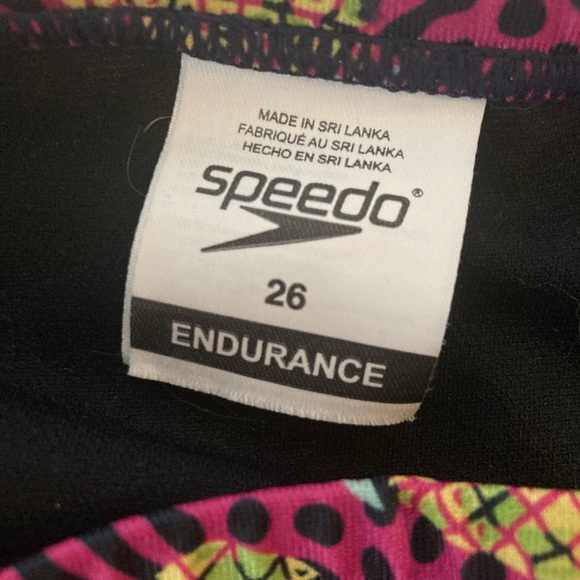 MADE IN SRI LANKA
FABRIQUÉ AU SRI LANKA
HECHO EN SRI LANKA
speedo®
26
ENDURANCE